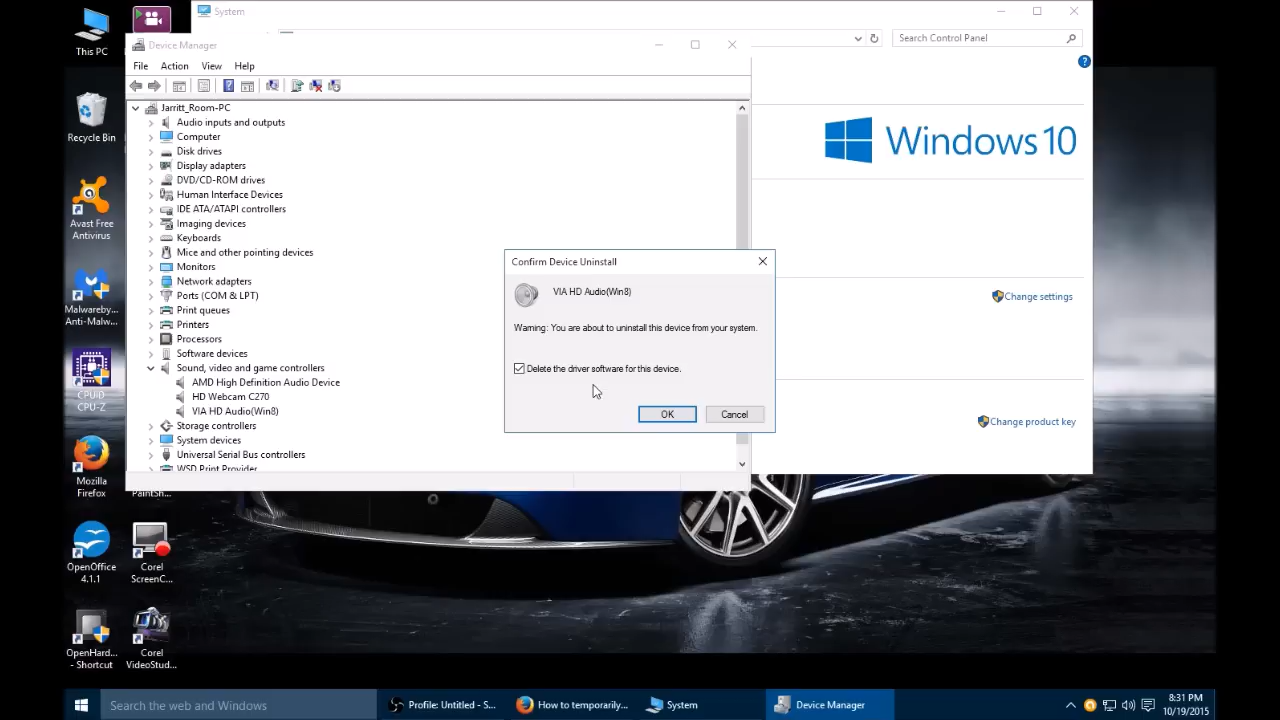 This PC
System
Search Control Panel
Device Manager
File Action View Help
Jarritt_Room-PC
Audio inputs and outputs
Computer
Disk drives
Display adapters
DVD/CD-ROM drives
Human Interface Devices
IDE ATA/ATAPI controllers
Imaging devices
Keyboards
Mice and other pointing devices
Monitors
Network adapters
Ports (COM & LPT)
Print queues
Printers
Processors
Software devices
Sound, video and game controllers
AMD High Definition Audio Device
HD Webcam C270
VIA HD Audio(Win8)
Storage controllers
System devices
Universal Serial Bus controllers
WSD Print Provider
Windows 10
Change settings
Change product key
Confirm Device Uninstall
VIA HD Audio(Win8)
Warning: You are about to uninstall this device from your system.
Delete the driver software for this device.
OK Cancel
Recycle Bin
Avast Free
Antivirus
Malwareby...
Anti-Malw...
CPUID
CPU-Z
Mozilla
Firefox
PaintSh...
OpenOffice
4.1.1
Corel
ScreenC...
OpenHard...
- Shortcut
Corel
VideoStud...
Search the web and Windows
Profile: Untitled - S...
How to temporarily...
System
Device Manager
8:31 PM
10/19/2015